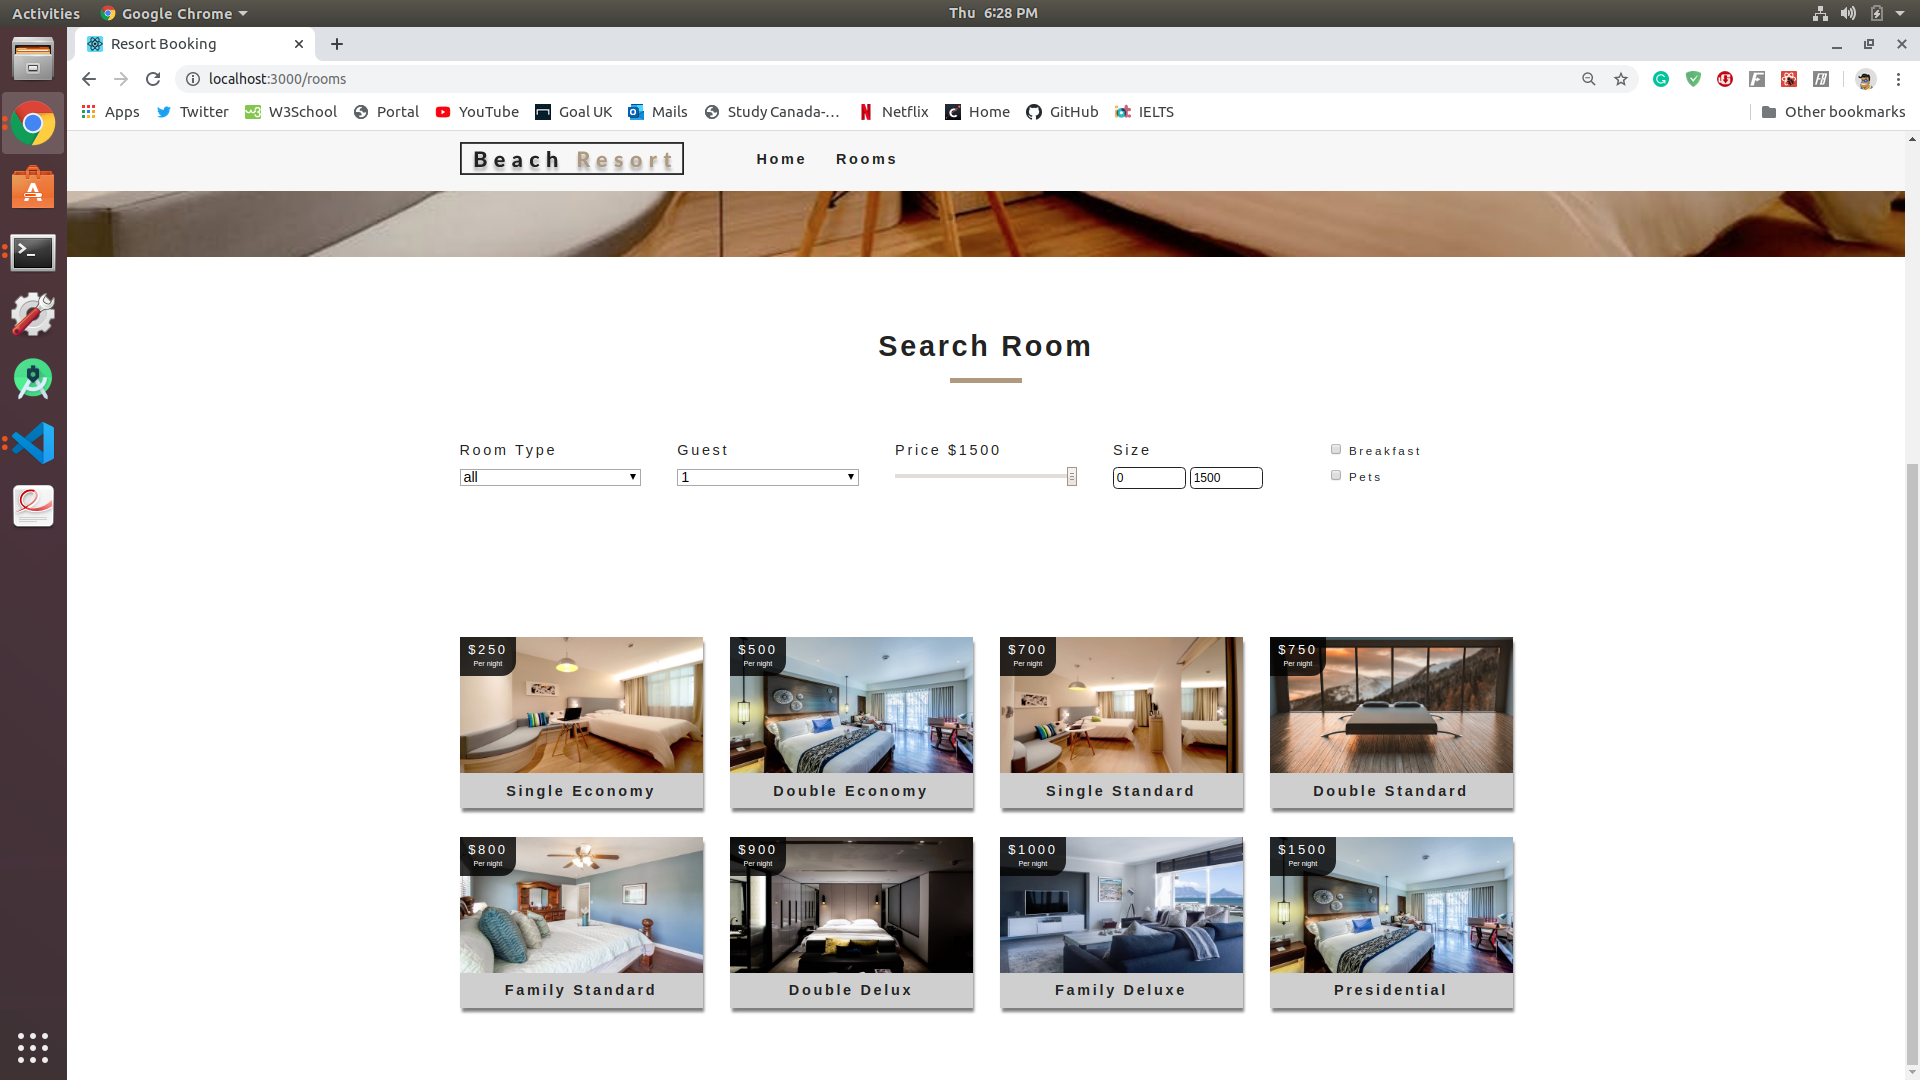 Activities Google Chrome Thu 6:28 PM
Resort Booking
localhost:3000/rooms
Apps Twitter W3School Portal YouTube Goal UK Mails Study Canada-... Netflix Home GitHub IELTS Other bookmarks
Beach Resort Home Rooms
Search Room
Room Type Guest Price $1500 Size Breakfast
all 1 0 1500 Pets
$250 $500 $700 $750
Per night Per night Per night Per night
Single Economy Double Economy Single Standard Double Standard
$800 $900 $1000 $1500
Per night Per night Per night Per night
Family Standard Double Delux Family Deluxe Presidential